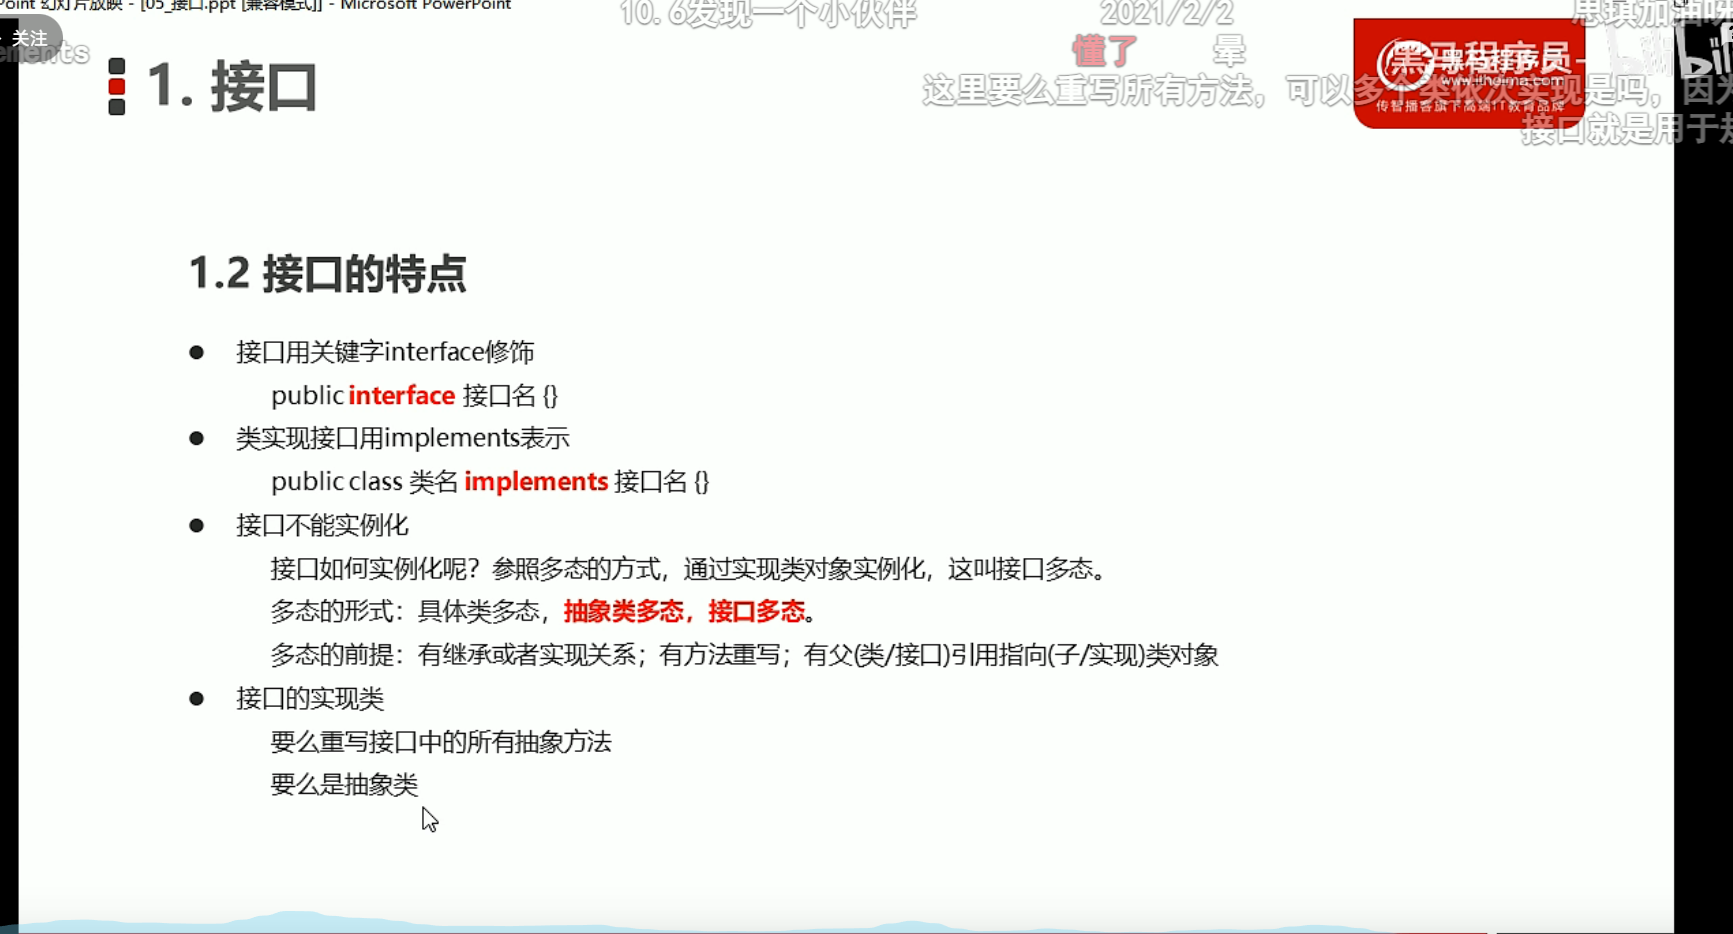 Point 幻灯片放映 - [05_接口.ppt [兼容模式]] - Microsoft PowerPoint
10. 6发现一个小伙伴
2021/2/2
思琪加油呀
关注
ements
懂了
晕
黑马程序员
www.itheima.com
传智播客旗下高端IT教育品牌
这里要么重写所有方法，可以多个类依次实现是吗，因为
接口就是用于
1. 接口
1.2 接口的特点
● 接口用关键字interface修饰
public interface 接口名 {}
● 类实现接口用implements表示
public class 类名 implements 接口名 {}
● 接口不能实例化
接口如何实例化呢？参照多态的方式，通过实现类对象实例化，这叫接口多态。
多态的形式：具体类多态，抽象类多态，接口多态。
多态的前提：有继承或者实现关系；有方法重写；有父(类/接口)引用指向(子/实现)类对象
● 接口的实现类
要么重写接口中的所有抽象方法
要么是抽象类